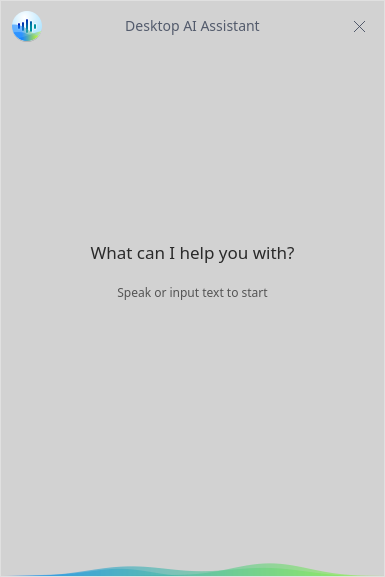 Desktop AI Assistant
What can I help you with?
Speak or input text to start